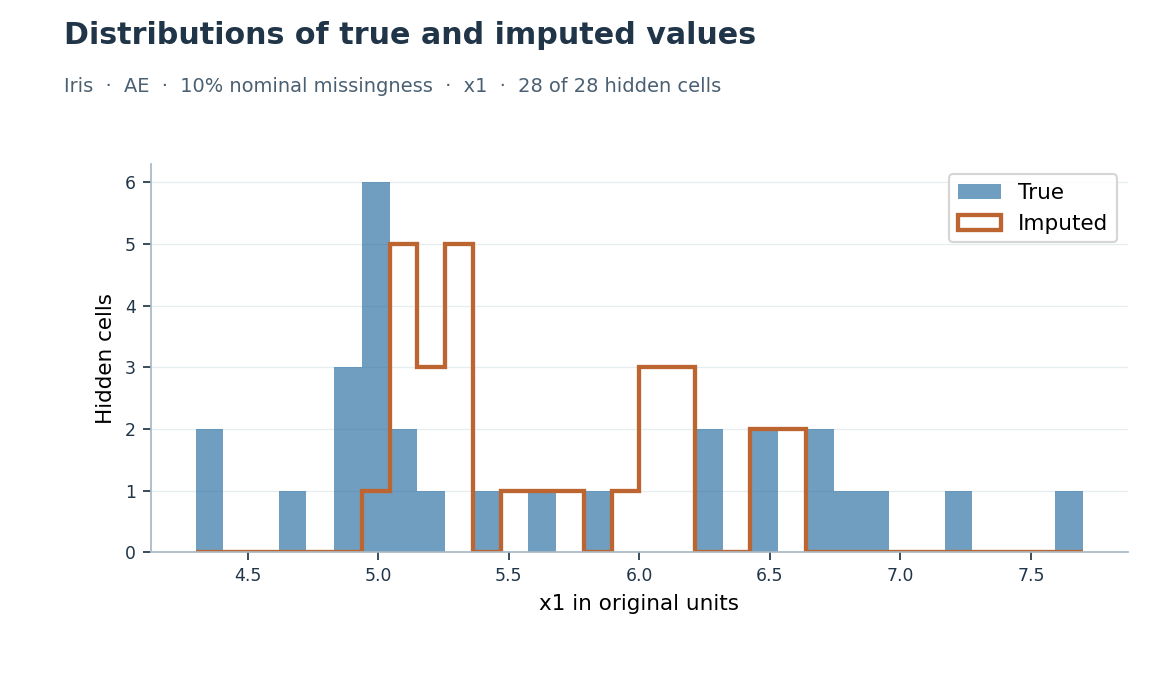 Distributions of true and imputed values
Iris · AE · 10% nominal missingness · x1 · 28 of 28 hidden cells
True
Imputed
Hidden cells
6
5
4
3
2
1
0
4.5 5.0 5.5 6.0 6.5 7.0 7.5
x1 in original units